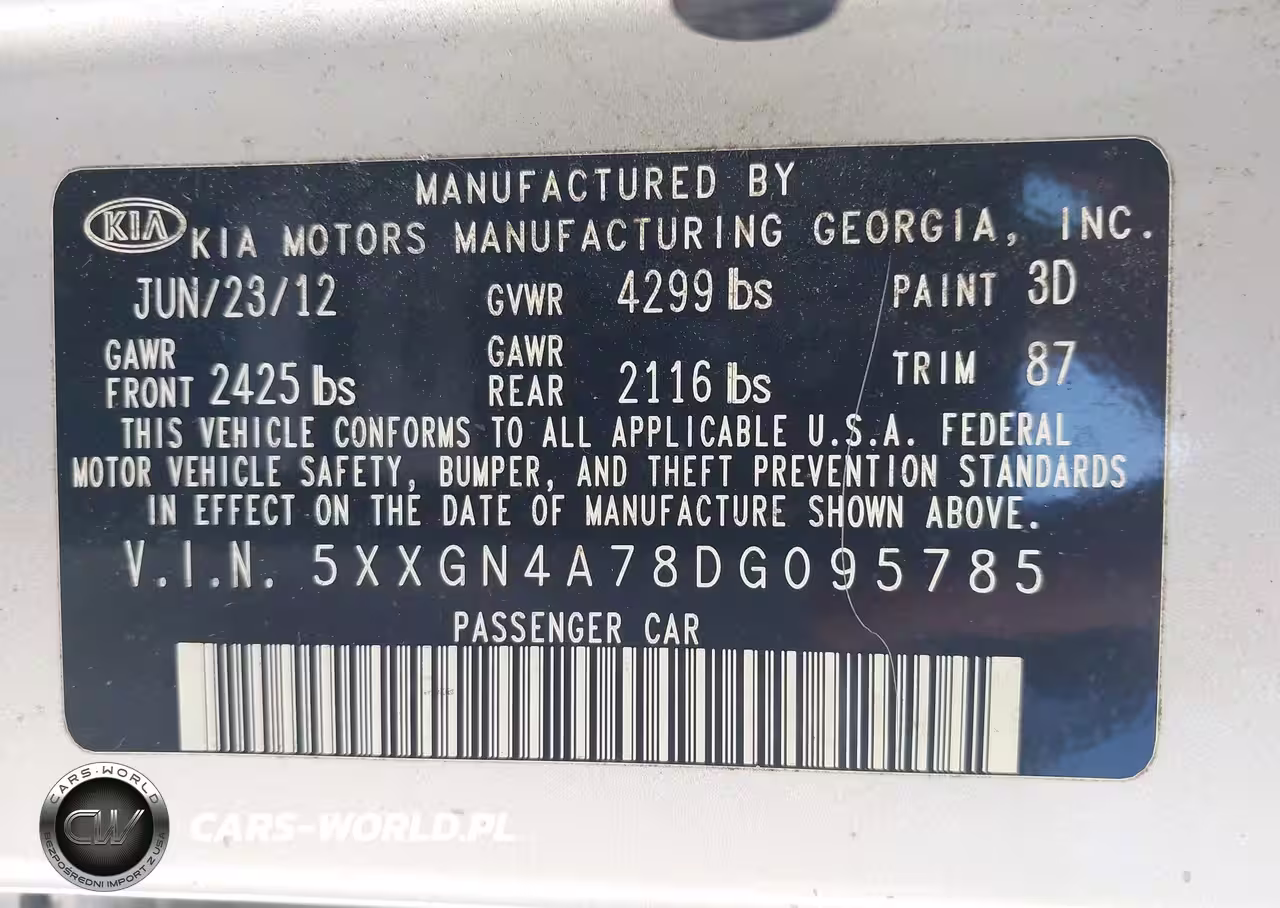 MANUFACTURED BY
KIA KIA MOTORS MANUFACTURING GEORGIA, INC.
JUN/23/12 GVWR 4299 lbs PAINT 3D
GAWR FRONT 2425 lbs GAWR REAR 2116 lbs TRIM 87
THIS VEHICLE CONFORMS TO ALL APPLICABLE U.S.A. FEDERAL
MOTOR VEHICLE SAFETY, BUMPER, AND THEFT PREVENTION STANDARDS
IN EFFECT ON THE DATE OF MANUFACTURE SHOWN ABOVE.
V.I.N. 5XXGN4A78DG095785
PASSENGER CAR
CARS-WORLD
CW
BEZPOŚREDNI IMPORT Z USA
CARS-WORLD.PL